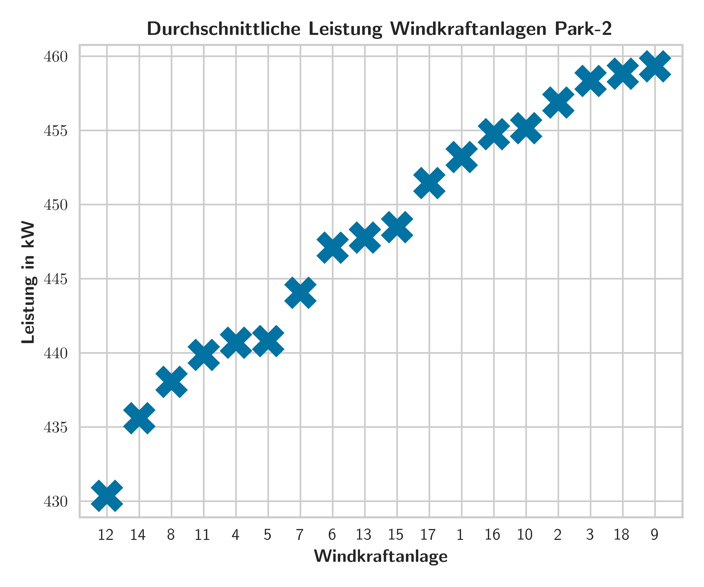 Durchschnittliche Leistung Windkraftanlagen Park-2
460
455
450
445
440
435
430
Leistung in kW
12 14 8 11 4 5 7 6 13 15 17 1 16 10 2 3 18 9
Windkraftanlage